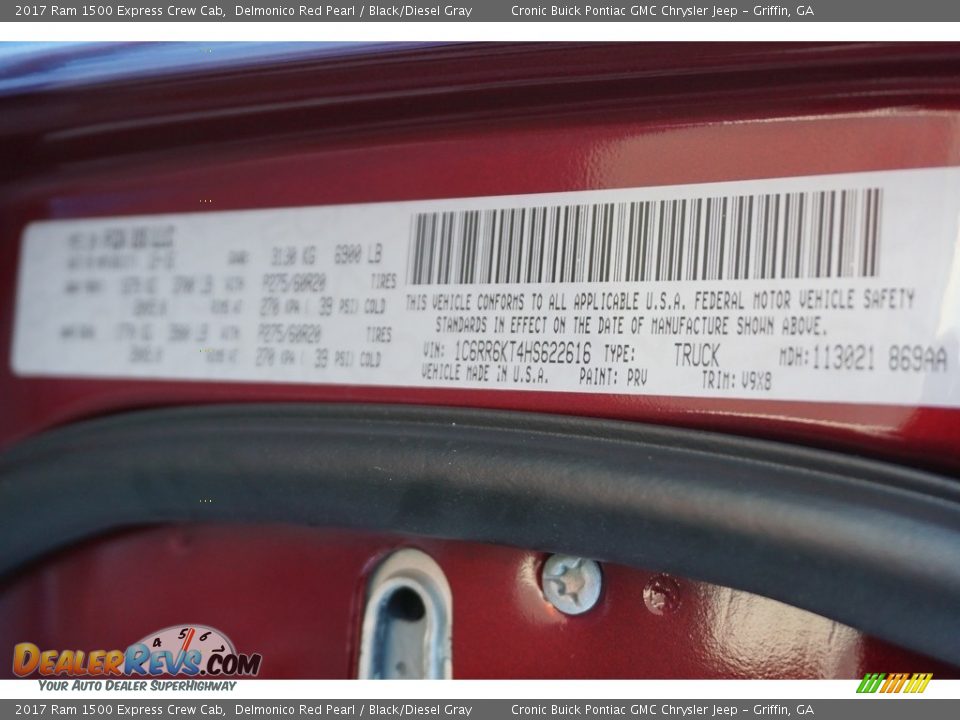 2017 Ram 1500 Express Crew Cab,  Delmonico Red Pearl / Black/Diesel Gray Cronic Buick Pontiac GMC Chrysler Jeep – Griffin, GA
3130 KG 6900 LB
P275/60R20 TIRES
270 KPA ( 39 PSI) COLD
P275/60R20 TIRES
270 KPA ( 39 PSI) COLD
THIS VEHICLE CONFORMS TO ALL APPLICABLE U.S.A. FEDERAL MOTOR VEHICLE SAFETY
STANDARDS IN EFFECT ON THE DATE OF MANUFACTURE SHOWN ABOVE.
VIN: 1C6RR6KT4HS622616 TYPE: TRUCK MDH:113021 869AA
VEHICLE MADE IN U.S.A. PAINT: PRV TRIM: V9X8
4 5 6
DEALERREVS.COM
YOUR AUTO DEALER SUPERHIGHWAY
2017 Ram 1500 Express Crew Cab,  Delmonico Red Pearl / Black/Diesel Gray Cronic Buick Pontiac GMC Chrysler Jeep – Griffin, GA